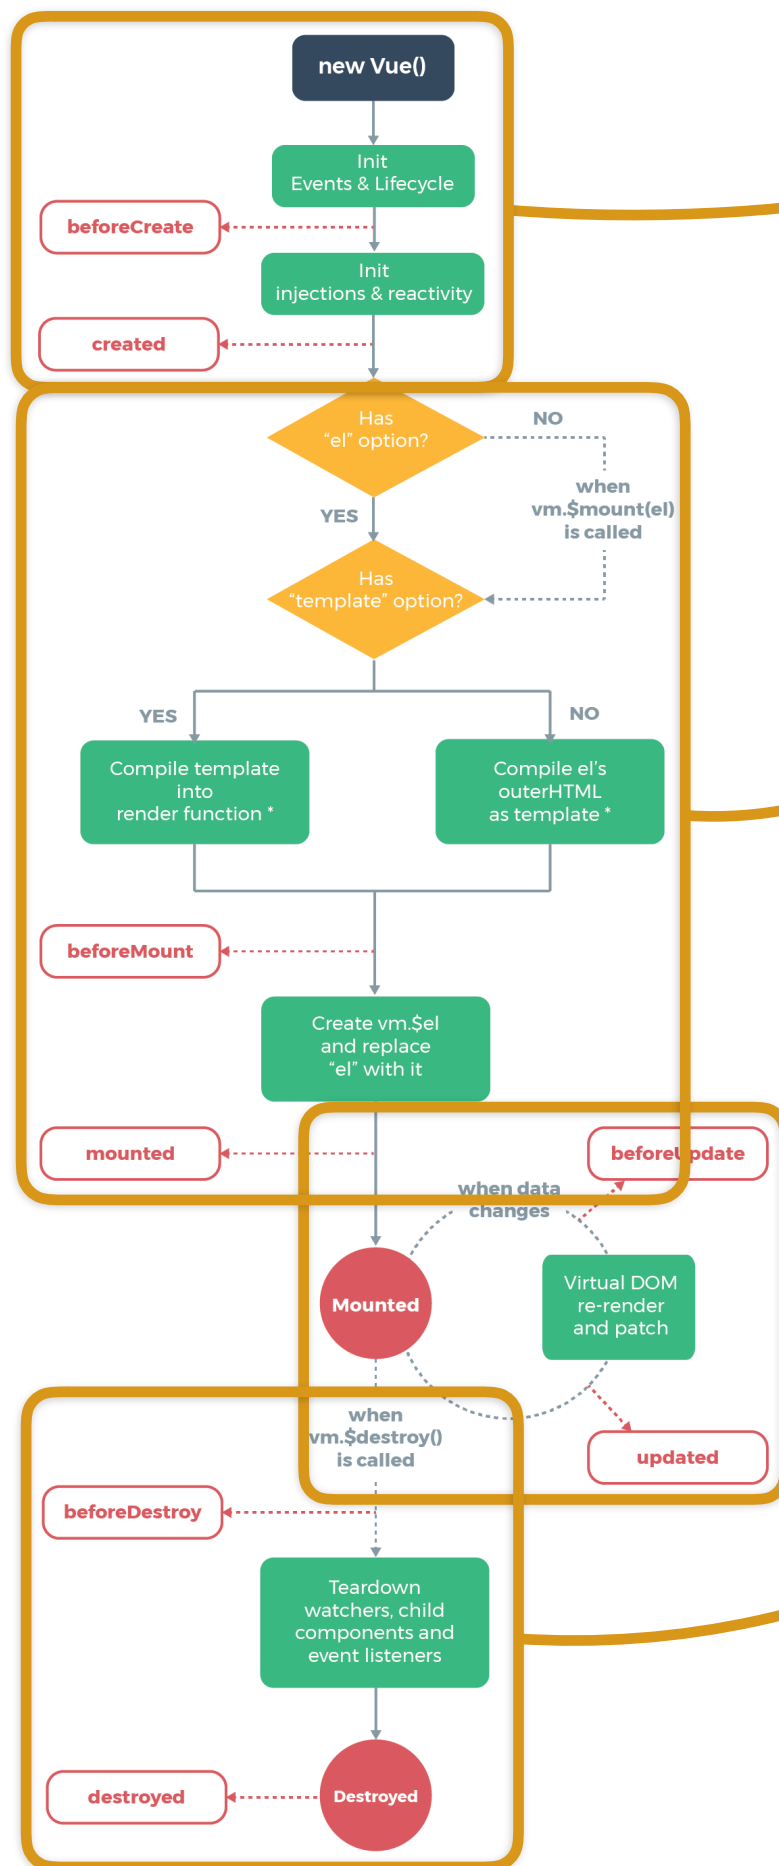 new Vue()
Init
Events & Lifecycle
beforeCreate
Init
injections & reactivity
created
Has
“el” option?
NO
when
vm.$mount(el)
is called
YES
Has
“template” option?
YES
NO
Compile template
into
render function *
Compile el’s
outerHTML
as template *
beforeMount
Create vm.$el
and replace
“el” with it
mounted
beforeUpdate
when data
changes
Mounted
Virtual DOM
re-render
and patch
when
vm.$destroy()
is called
updated
beforeDestroy
Teardown
watchers, child
components and
event listeners
destroyed
Destroyed